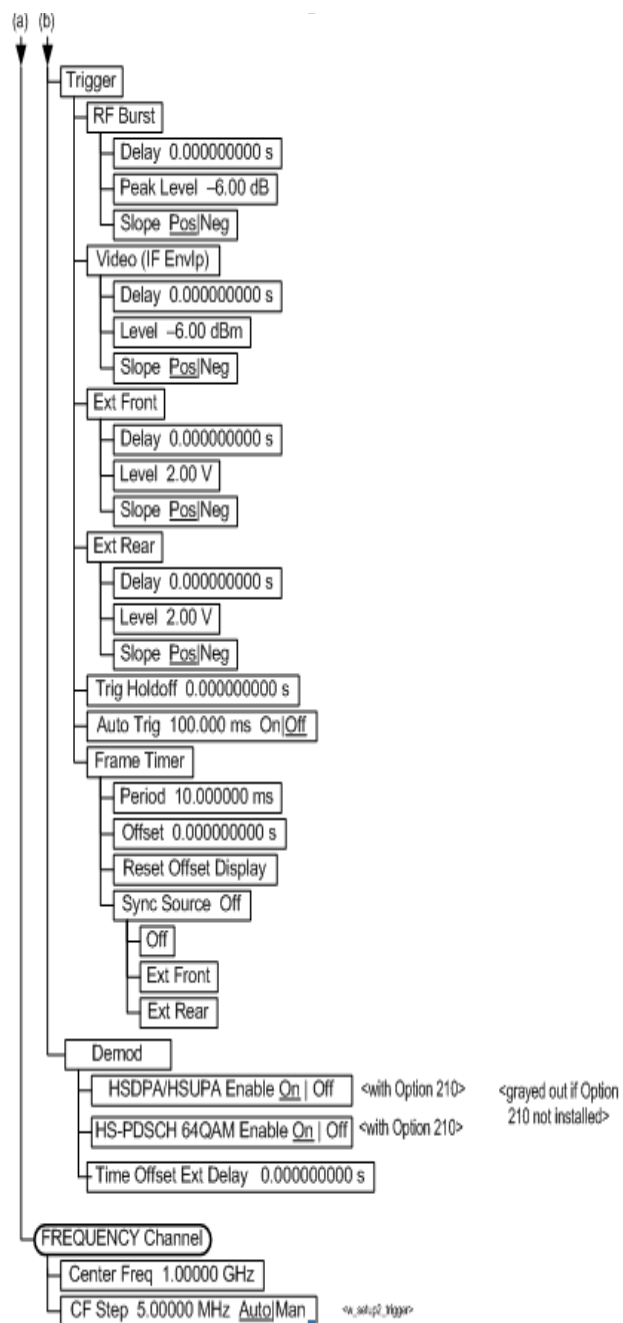 (a) (b)
Trigger
RF Burst
Delay 0.000000000 s
Peak Level –6.00 dB
Slope Pos|Neg
Video (IF Envlp)
Delay 0.000000000 s
Level –6.00 dBm
Slope Pos|Neg
Ext Front
Delay 0.000000000 s
Level 2.00 V
Slope Pos|Neg
Ext Rear
Delay 0.000000000 s
Level 2.00 V
Slope Pos|Neg
Trig Holdoff 0.000000000 s
Auto Trig 100.000 ms On|Off
Frame Timer
Period 10.000000 ms
Offset 0.000000000 s
Reset Offset Display
Sync Source Off
Off
Ext Front
Ext Rear
Demod
HSDPA/HSUPA Enable On | Off <with Option 210> <grayed out if Option
210 not installed>
HS-PDSCH 64QAM Enable On | Off <with Option 210>
Time Offset Ext Delay 0.000000000 s
FREQUENCY Channel
Center Freq 1.00000 GHz
CF Step 5.00000 MHz Auto|Man <w_setup2_trigger>